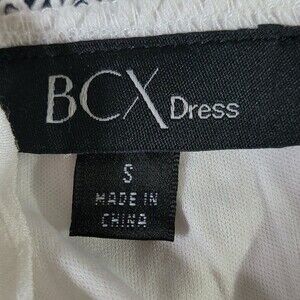 BCX Dress
S
MADE IN
CHINA